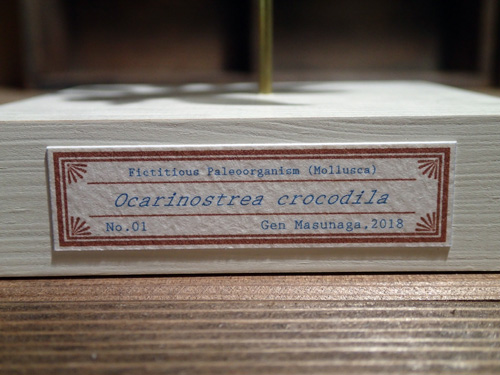 Fictitious Paleoorganism (Mollusca)
Ocarinostrea crocodila
No.01 Gen Masunaga.2018